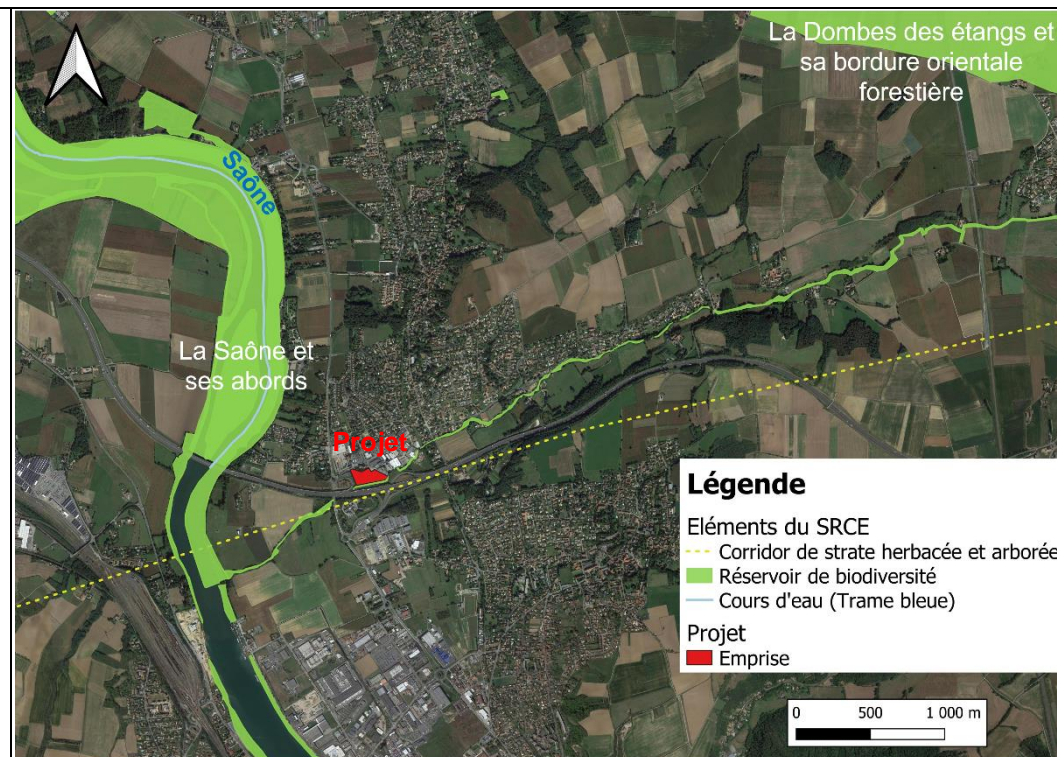 La Dombes des étangs et
sa bordure orientale
forestière
Saône
La Saône et
ses abords
Projet
Légende
Eléments du SRCE
Corridor de strate herbacée et arborée
Réservoir de biodiversité
Cours d'eau (Trame bleue)
Projet
Emprise
0 500 1 000 m